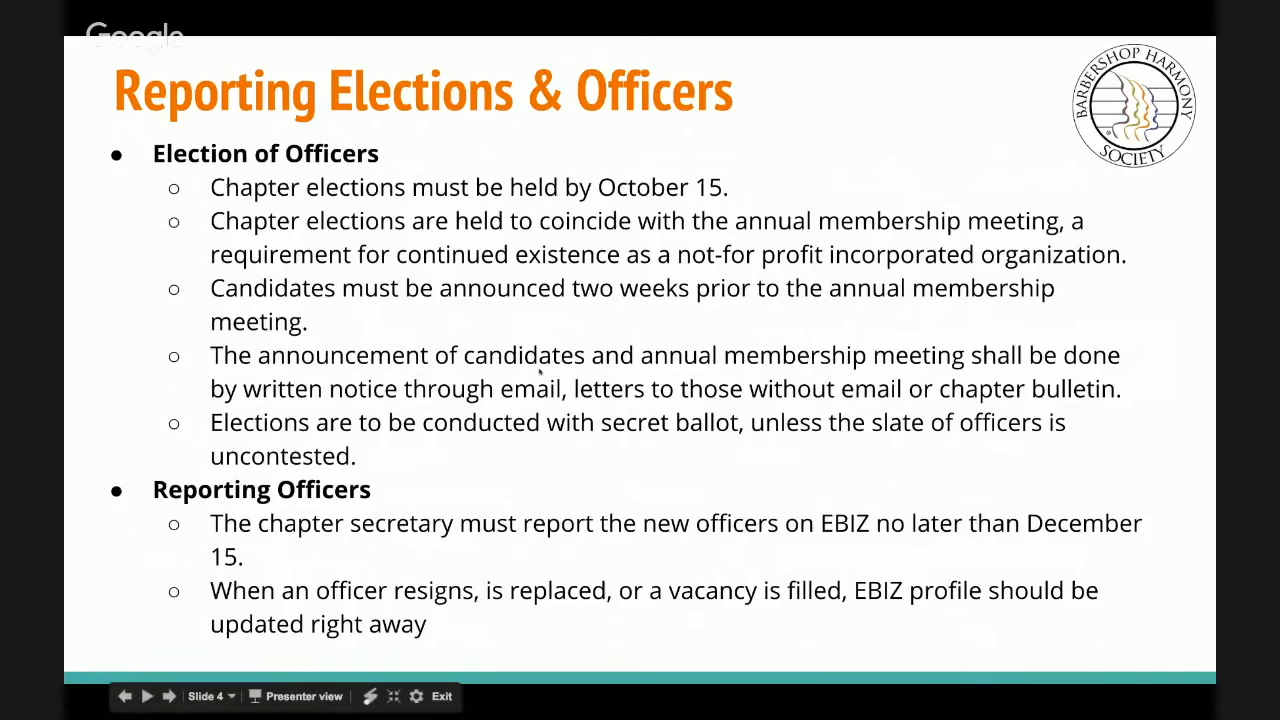 Google
Reporting Elections & Officers
BARBERSHOP HARMONY
SOCIETY
®
● Election of Officers
○ Chapter elections must be held by October 15.
○ Chapter elections are held to coincide with the annual membership meeting, a
requirement for continued existence as a not-for profit incorporated organization.
○ Candidates must be announced two weeks prior to the annual membership
meeting.
○ The announcement of candidates and annual membership meeting shall be done
by written notice through email, letters to those without email or chapter bulletin.
○ Elections are to be conducted with secret ballot, unless the slate of officers is
uncontested.
● Reporting Officers
○ The chapter secretary must report the new officers on EBIZ no later than December
15.
○ When an officer resigns, is replaced, or a vacancy is filled, EBIZ profile should be
updated right away
Slide 4 Presenter view Exit